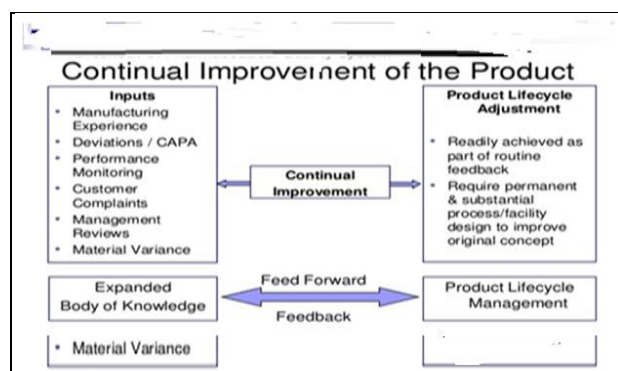 Continual Improvement of the Product
Inputs
• Manufacturing
Experience
• Deviations / CAPA
• Performance
Monitoring
• Customer
Complaints
• Management
Reviews
• Material Variance
Continual
Improvement
Product Lifecycle
Adjustment
• Readily achieved as
part of routine
feedback
• Require permanent
& substantial
process/facility
design to improve
original concept
Expanded
Body of Knowledge
Feed Forward
Feedback
Product Lifecycle
Management
• Material Variance